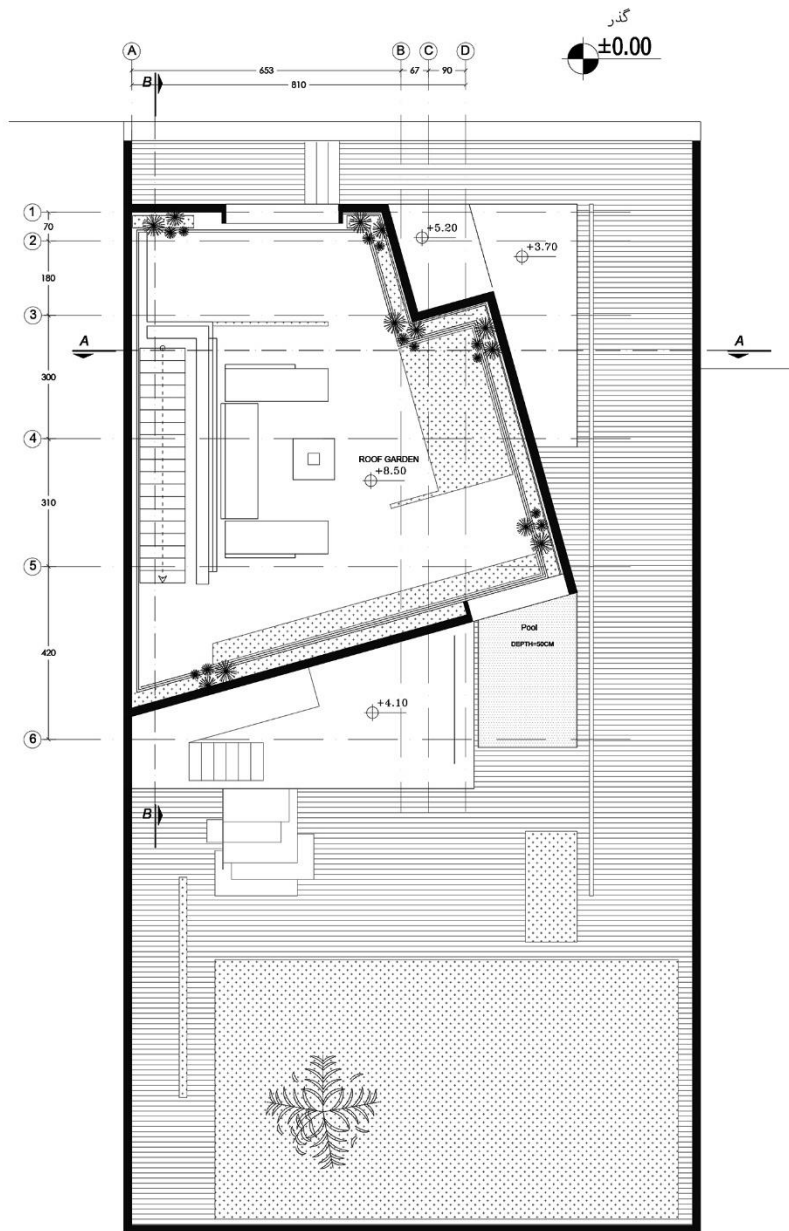 گذر
±0.00
A B C D
653 67 90
810
B
1
70
2
+5.20
+3.70
180
3
A A
300
4
ROOF GARDEN
+8.50
310
5
Pool
DEPTH=50CM
420
+4.10
6
B